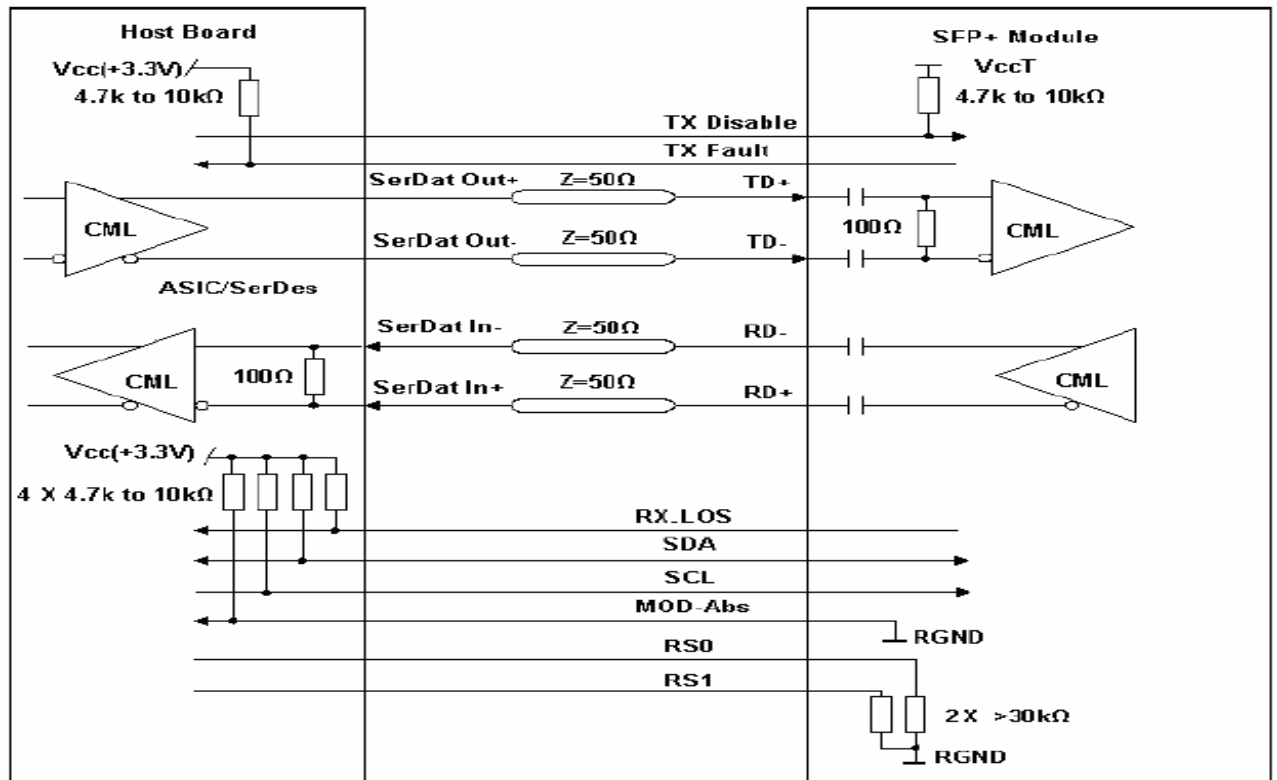 Host Board
SFP+ Module
Vcc(+3.3V)
VccT
4.7k to 10kΩ
4.7k to 10kΩ
TX Disable
TX Fault
SerDat Out+
Z=50Ω
TD+
CML
100Ω
CML
SerDat Out-
Z=50Ω
TD-
ASIC/SerDes
SerDat In-
Z=50Ω
RD-
CML
100Ω
CML
SerDat In+
Z=50Ω
RD+
Vcc(+3.3V)
4 X 4.7k to 10kΩ
RX_LOS
SDA
SCL
MOD-Abs
RGND
RS0
RS1
2X >30kΩ
RGND